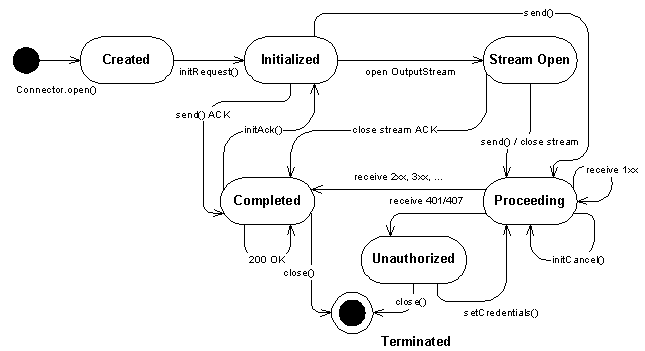 send()
Created
Initialized
Stream Open
initRequest()
open OutputStream
Connector.open()
send() ACK
initAck()
close stream ACK
send() / close stream
receive 2xx, 3xx, ...
receive 1xx
Completed
Proceeding
receive 401/407
200 OK
Unauthorized
initCancel()
close()
close()
setCredentials()
Terminated